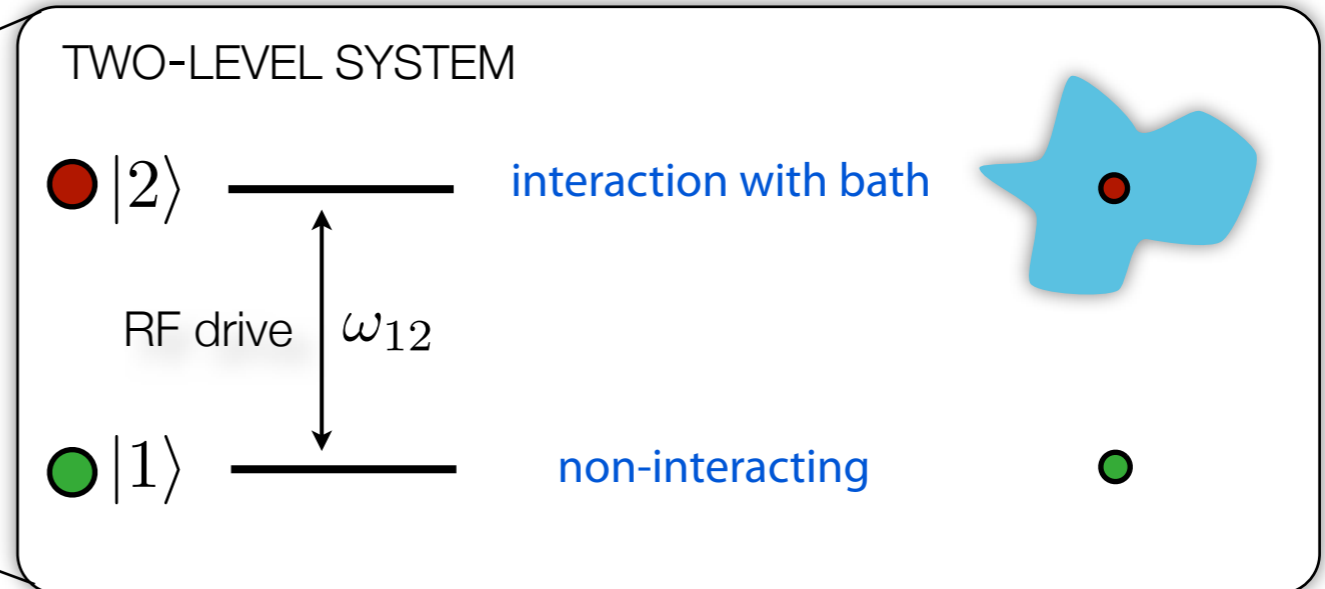 TWO-LEVEL SYSTEM
|2⟩ interaction with bath
RF drive ω12
|1⟩ non-interacting